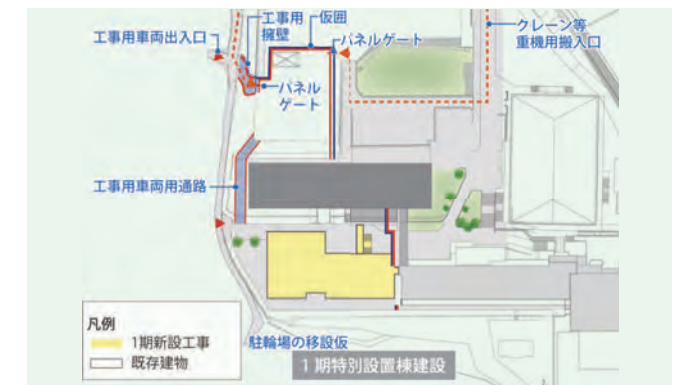 工事用車両出入口
工事用
擁壁
仮囲
パネルゲート
クレーン等
重機用搬入口
パネル
ゲート
工事用車両用通路
凡例
1期新設工事
既存建物
駐輪場の移設仮
1期特別設置棟建設